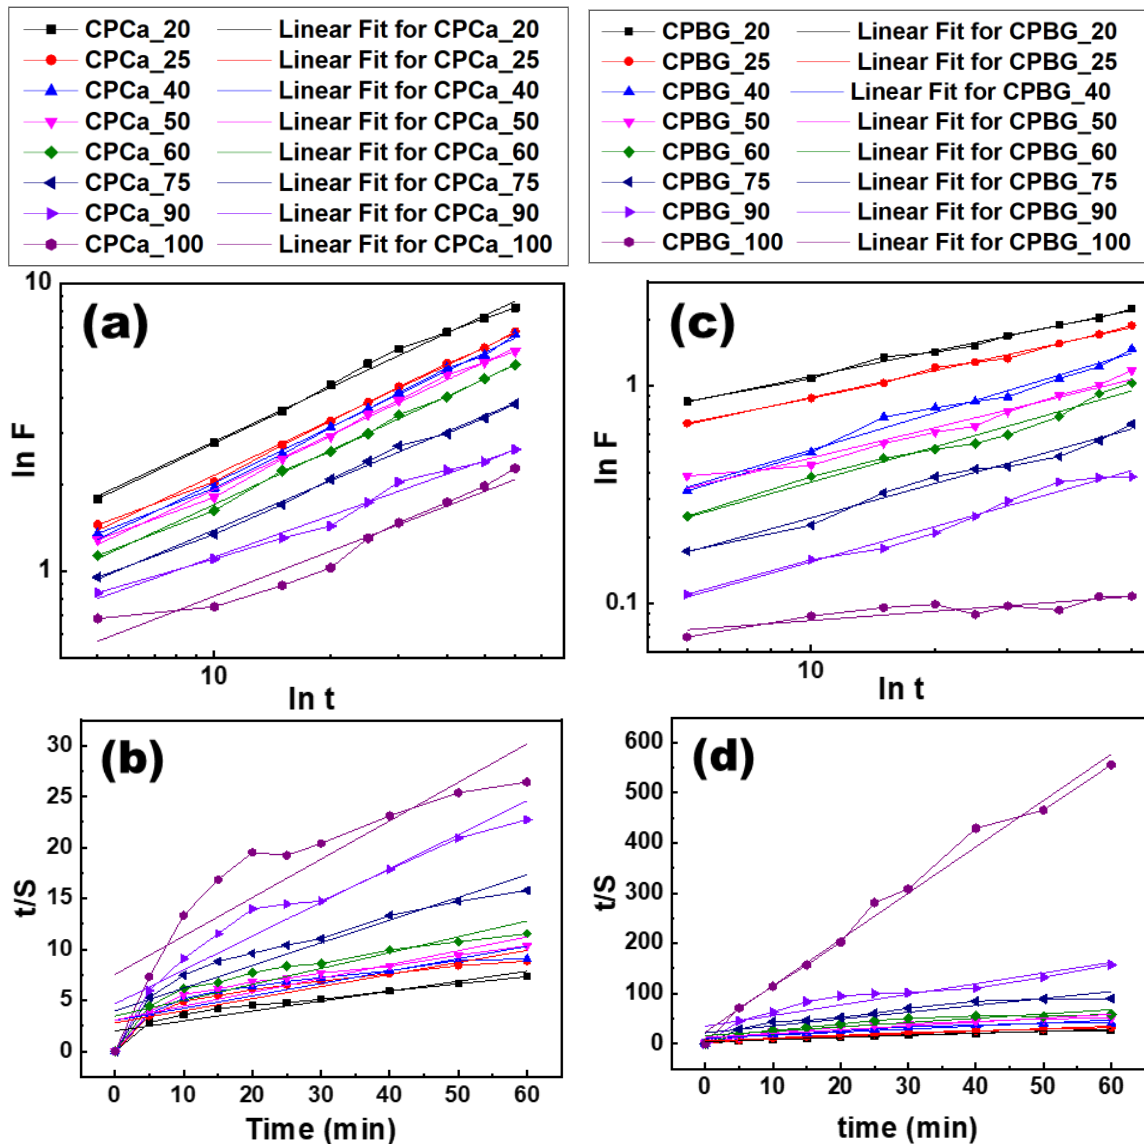 CPCa_20 Linear Fit for CPCa_20
CPCa_25 Linear Fit for CPCa_25
CPCa_40 Linear Fit for CPCa_40
CPCa_50 Linear Fit for CPCa_50
CPCa_60 Linear Fit for CPCa_60
CPCa_75 Linear Fit for CPCa_75
CPCa_90 Linear Fit for CPCa_90
CPCa_100 Linear Fit for CPCa_100
CPBG_20 Linear Fit for CPBG_20
CPBG_25 Linear Fit for CPBG_25
CPBG_40 Linear Fit for CPBG_40
CPBG_50 Linear Fit for CPBG_50
CPBG_60 Linear Fit for CPBG_60
CPBG_75 Linear Fit for CPBG_75
CPBG_90 Linear Fit for CPBG_90
CPBG_100 Linear Fit for CPBG_100
(a)
10
1
ln F
10
ln t
(c)
1
0.1
ln F
10
ln t
(b)
30
25
20
15
10
5
0
t/S
0 10 20 30 40 50 60
Time (min)
(d)
600
500
400
300
200
100
0
t/S
0 10 20 30 40 50 60
time (min)